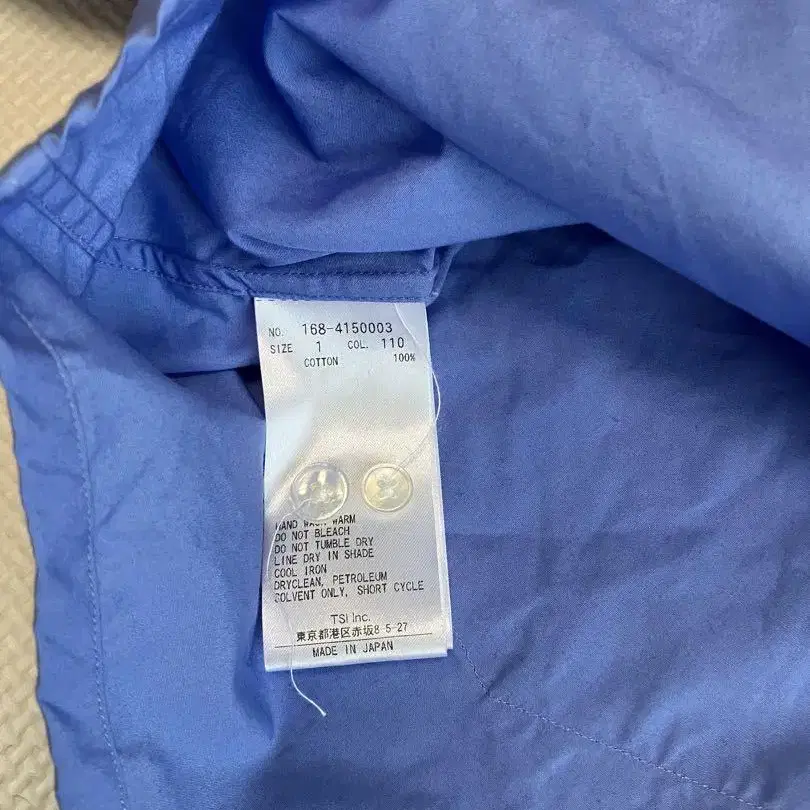 NO. 168-4150003
SIZE 1 COL. 110
COTTON 100%
HAND WASH WARM
DO NOT BLEACH
DO NOT TUMBLE DRY
LINE DRY IN SHADE
COOL IRON
DRYCLEAN, PETROLEUM
SOLVENT ONLY, SHORT CYCLE
TSI Inc.
東京都港区赤坂8-5-27
MADE IN JAPAN